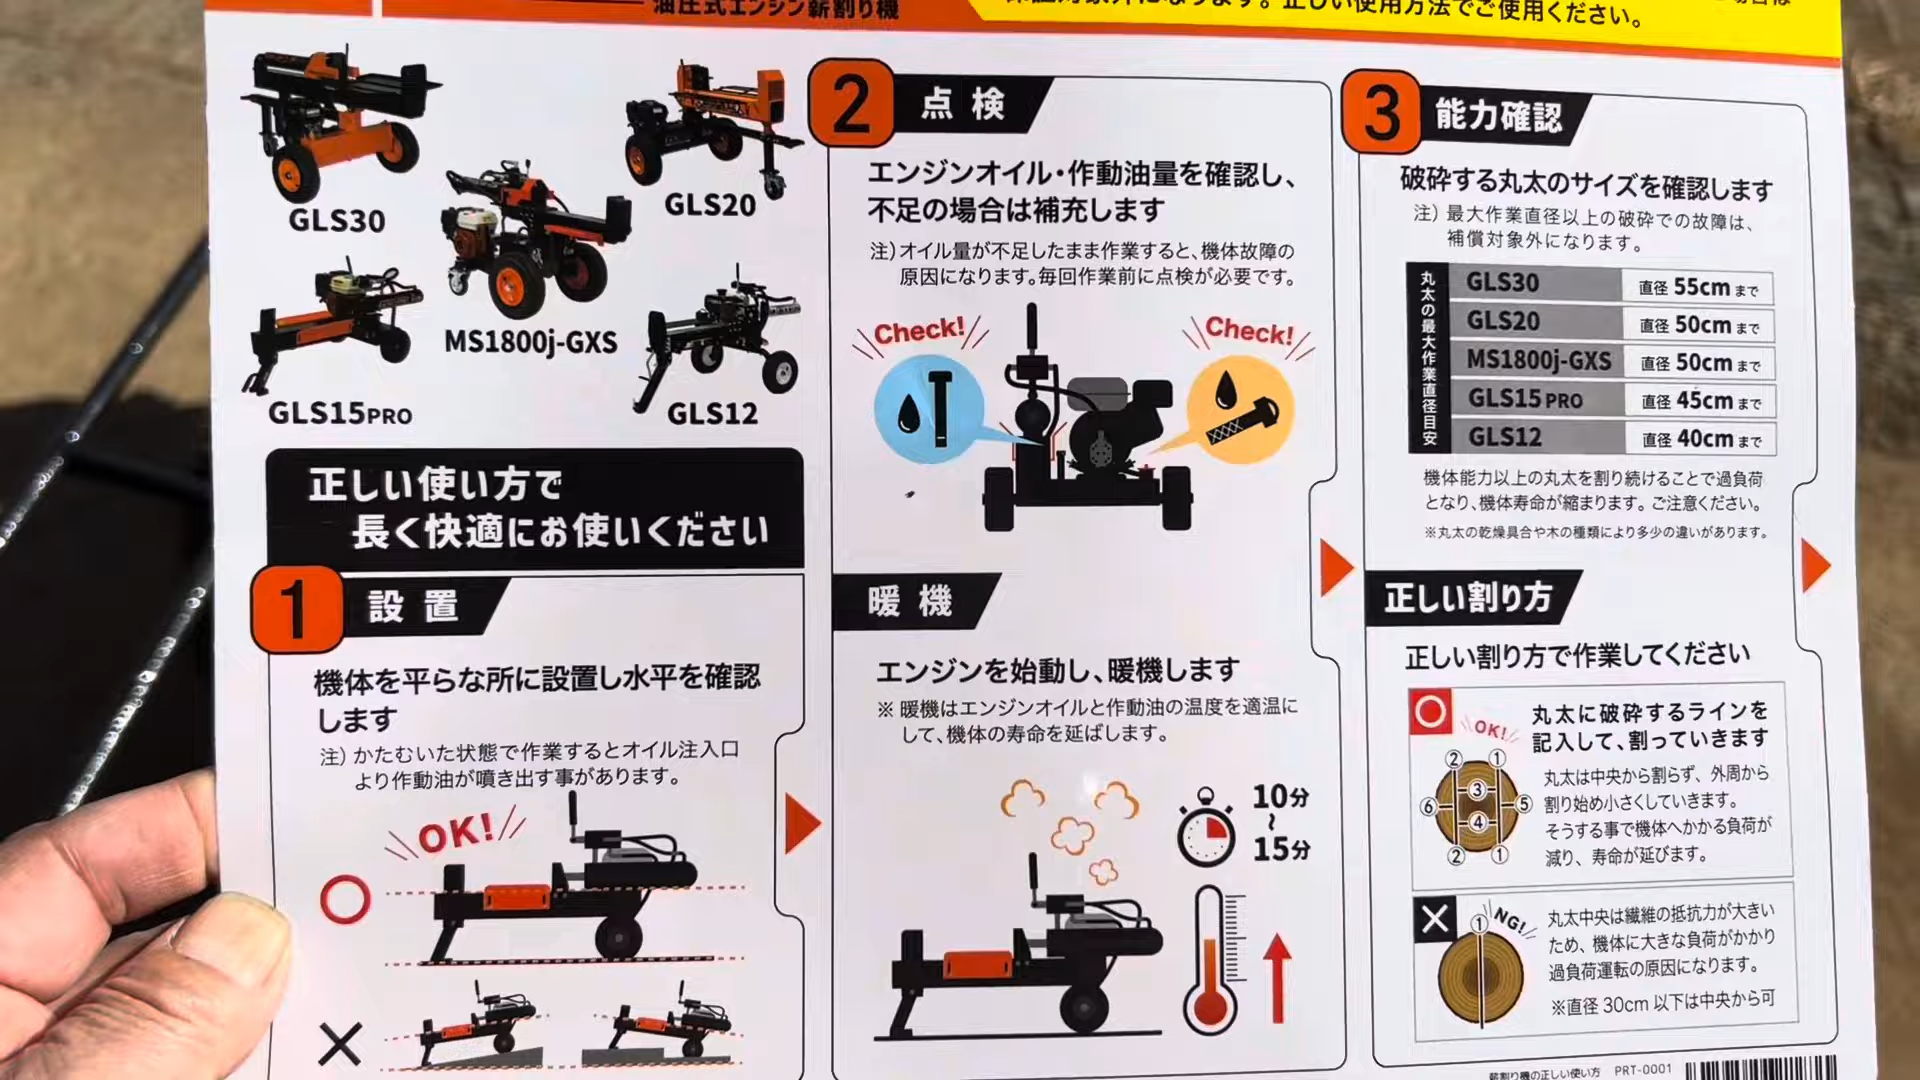 油圧式エンジン薪割り機
正しい使用方法でご使用ください。
GLS30
GLS20
MS1800j-GXS
GLS15PRO
GLS12
正しい使い方で
長く快適にお使いください
1 設置
機体を平らな所に設置し水平を確認
します
注）かたむいた状態で作業するとオイル注入口
より作動油が噴き出す事があります。
OK!
2 点検
エンジンオイル・作動油量を確認し、
不足の場合は補充します
注）オイル量が不足したまま作業すると、機体故障の
原因になります。毎回作業前に点検が必要です。
Check!
Check!
暖機
エンジンを始動し、暖機します
※ 暖機はエンジンオイルと作動油の温度を適温に
して、機体の寿命を延ばします。
10分
~
15分
3 能力確認
破砕する丸太のサイズを確認します
注）最大作業直径以上の破砕での故障は、
補償対象外になります。
丸太の最大作業直径目安
GLS30 直径 55cm まで
GLS20 直径 50cm まで
MS1800j-GXS 直径 50cm まで
GLS15 PRO 直径 45cm まで
GLS12 直径 40cm まで
機体能力以上の丸太を割り続けることで過負荷
となり、機体寿命が縮まります。ご注意ください。
※丸太の乾燥具合や木の種類により多少の違いがあります。
正しい割り方
正しい割り方で作業してください
OK!
丸太に破砕するラインを
記入して、割っていきます
② ①
③
⑥ ⑤
④
② ①
丸太は中央から割らず、外周から
割り始め小さくしていきます。
そうする事で機体へかかる負荷が
減り、寿命が延びます。
① NG!
丸太中央は繊維の抵抗力が大きい
ため、機体に大きな負荷がかかり
過負荷運転の原因になります。
※直径 30cm 以下は中央から可
薪割り機の正しい使い方 PRT-0001